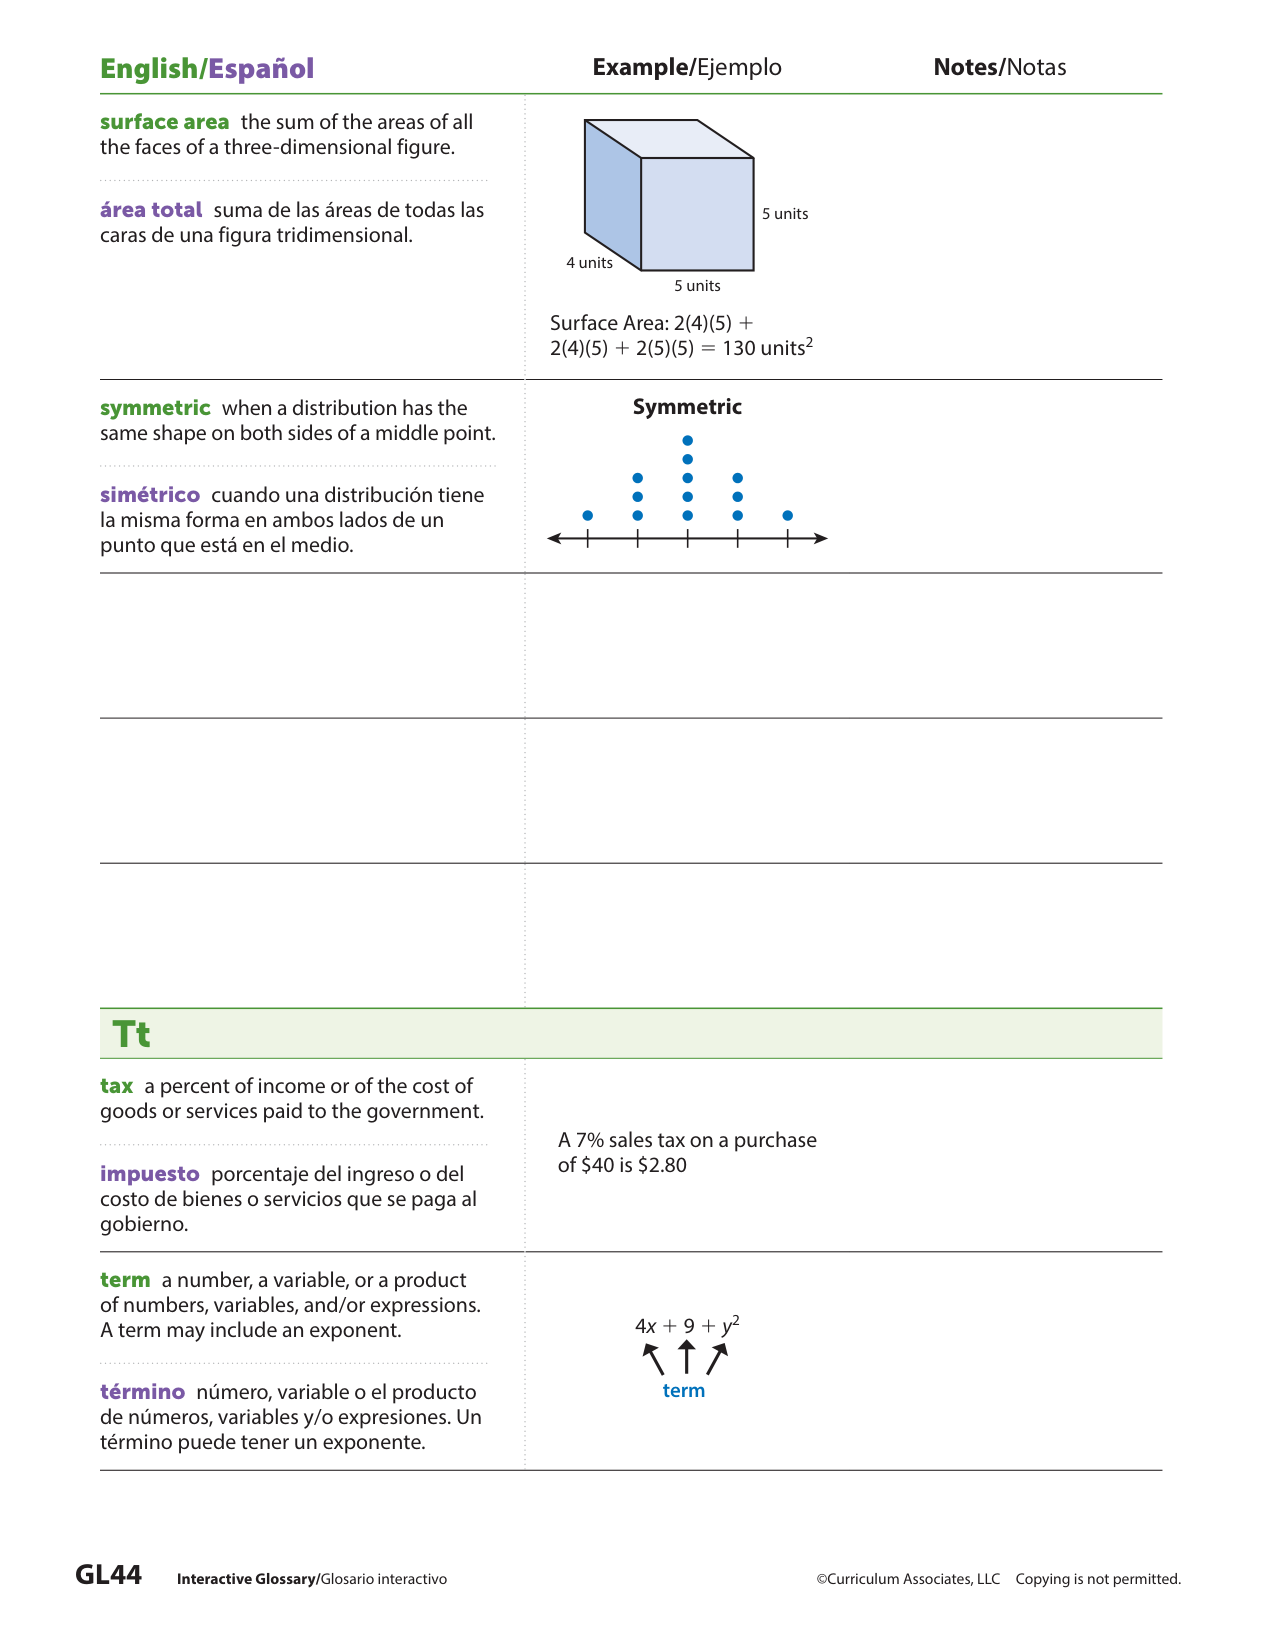 English/Español Example/Ejemplo Notes/Notas
surface area the sum of the areas of all
the faces of a three-dimensional figure.
área total suma de las áreas de todas las
caras de una figura tridimensional.
5 units
4 units
5 units
Surface Area: 2(4)(5) +
2(4)(5) + 2(5)(5) = 130 units²
symmetric when a distribution has the
same shape on both sides of a middle point.
simétrico cuando una distribución tiene
la misma forma en ambos lados de un
punto que está en el medio.
Symmetric
Tt
tax a percent of income or of the cost of
goods or services paid to the government.
impuesto porcentaje del ingreso o del
costo de bienes o servicios que se paga al
gobierno.
A 7% sales tax on a purchase
of $40 is $2.80
term a number, a variable, or a product
of numbers, variables, and/or expressions.
A term may include an exponent.
término número, variable o el producto
de números, variables y/o expresiones. Un
término puede tener un exponente.
4x + 9 + y²
term
GL44 Interactive Glossary/Glosario interactivo ©Curriculum Associates, LLC Copying is not permitted.